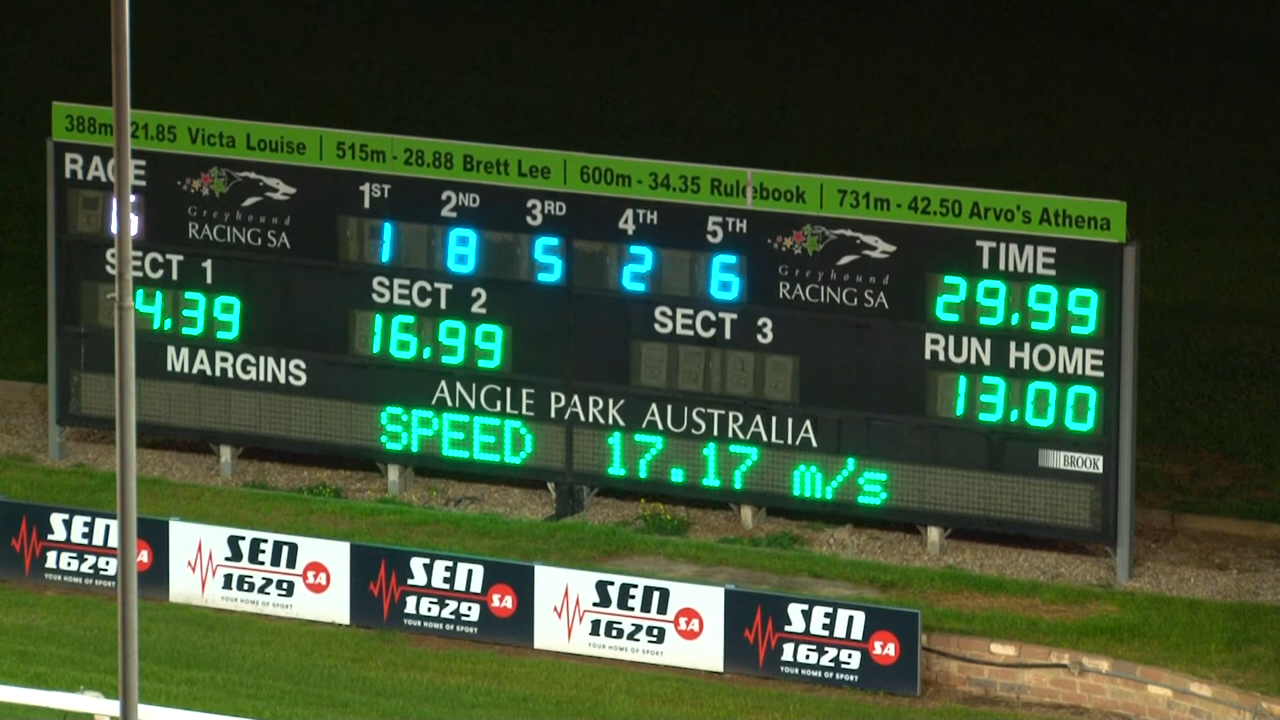 388m 21.85 Victa Louise | 515m - 28.88 Brett Lee | 600m - 34.35 Rulebook | 731m - 42.50 Arvo's Athena
RACE
Greyhound
RACING SA
1ST 2ND 3RD 4TH 5TH
1 8 5 2 6
Greyhound
RACING SA
TIME
29.99
SECT 1
4.39
SECT 2
16.99
SECT 3
RUN HOME
13.00
MARGINS
ANGLE PARK AUSTRALIA
SPEED 17.17 m/s
BROOK
SEN
1629
YOUR HOME OF SPORT
SEN
1629
SA
YOUR HOME OF SPORT
SEN
1629
SA
YOUR HOME OF SPORT
SEN
1629
SA
YOUR HOME OF SPORT
SEN
1629
SA
YOUR HOME OF SPORT